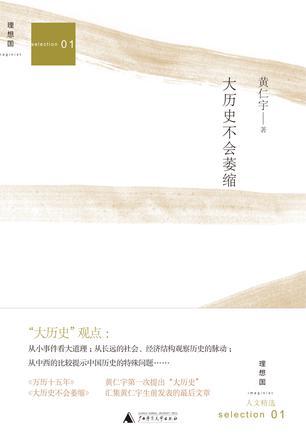 理想国
imaginist
selection 01
黄仁宇——著
大历史不会萎缩
“大历史”观点：
从小事件看大道理；从长远的社会、经济结构观察历史的脉动；
从中西的比较提示中国历史的特殊问题……
《万历十五年》 黄仁宇第一次提出“大历史”
《大历史不会萎缩》 汇集黄仁宇生前发表的最后文章
广西师范大学出版社
理想国
imaginist
人文精选
selection 01